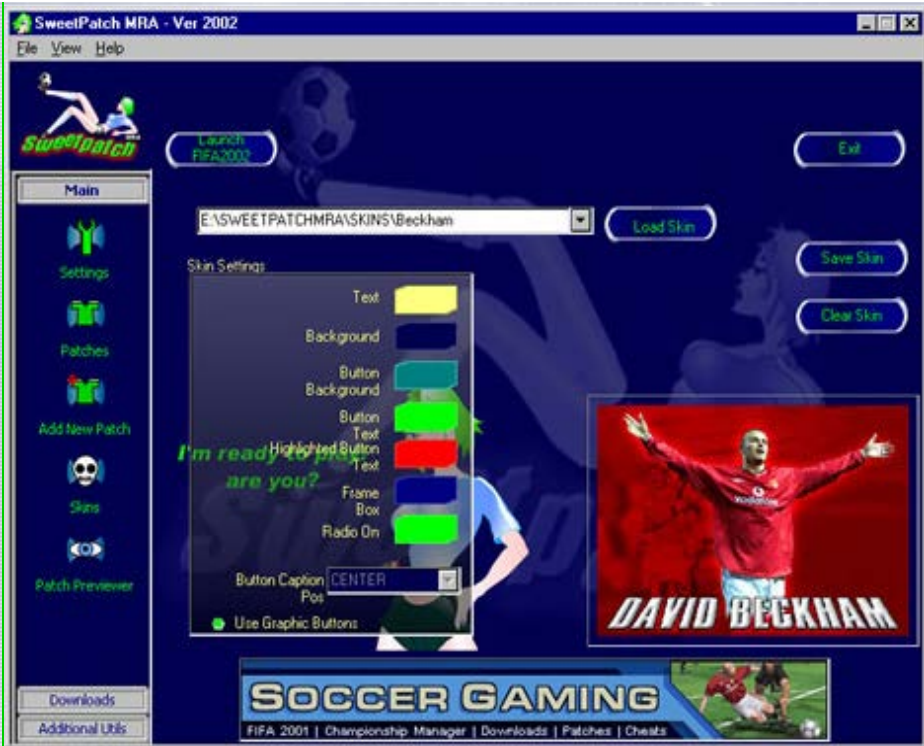 SweetPatch MRA - Ver 2002
File View Help
Sweetpatch
Launch
FIFA2002
Exit
Main
E:\SWEETPATCHMRA\SKINS\Beckham
Load Skin
Settings
Save Skin
Skin Settings
Text
Clear Skin
Background
Patches
Button
Background
Button
Text
Add New Patch
I'm ready to play
are you?
Highlighted Button
Text
Frame
Box
Skins
Radio On
vodafone
Patch Previewer
Button Caption
Pos
CENTER
DAVID BECKHAM
Use Graphic Buttons
Sweetp
Downloads
SOCCER GAMING
Additional Utils
FIFA 2001 | Championship Manager | Downloads | Patches | Cheats